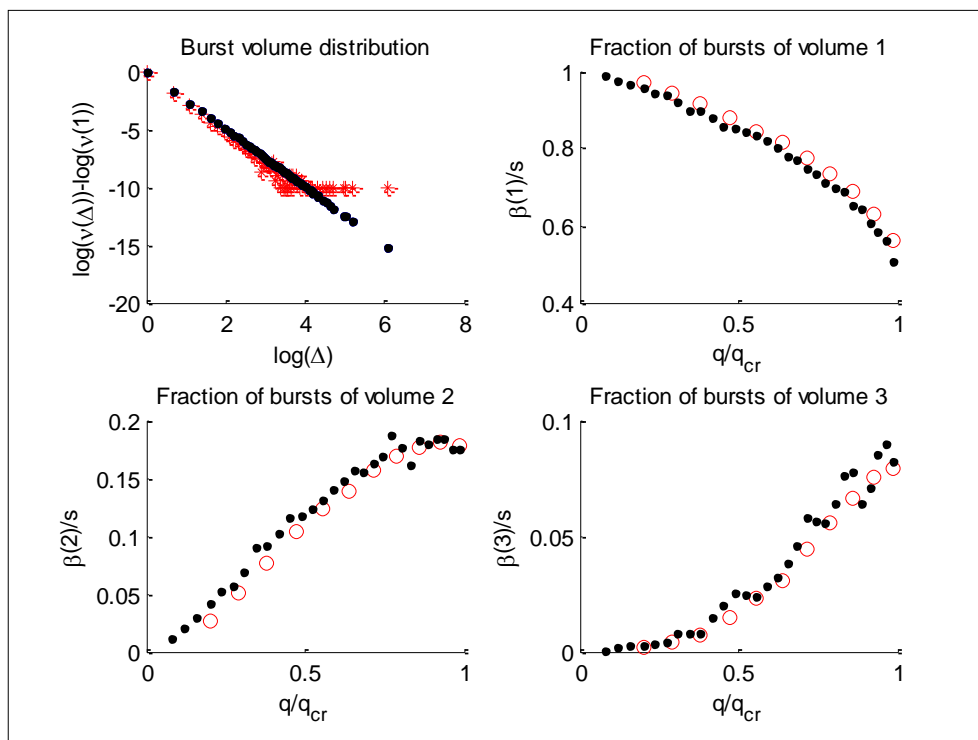 Burst volume distribution
0
-5
-10
-15
-20
0 2 4 6 8
log(ν(Δ))-log(ν(1))
log(Δ)
Fraction of bursts of volume 1
1
0.8
0.6
0.4
0 0.5 1
β(1)/s
q/q_cr
Fraction of bursts of volume 2
0.2
0.15
0.1
0.05
0
0 0.5 1
β(2)/s
q/q_cr
Fraction of bursts of volume 3
0.1
0.05
0
0 0.5 1
β(3)/s
q/q_cr